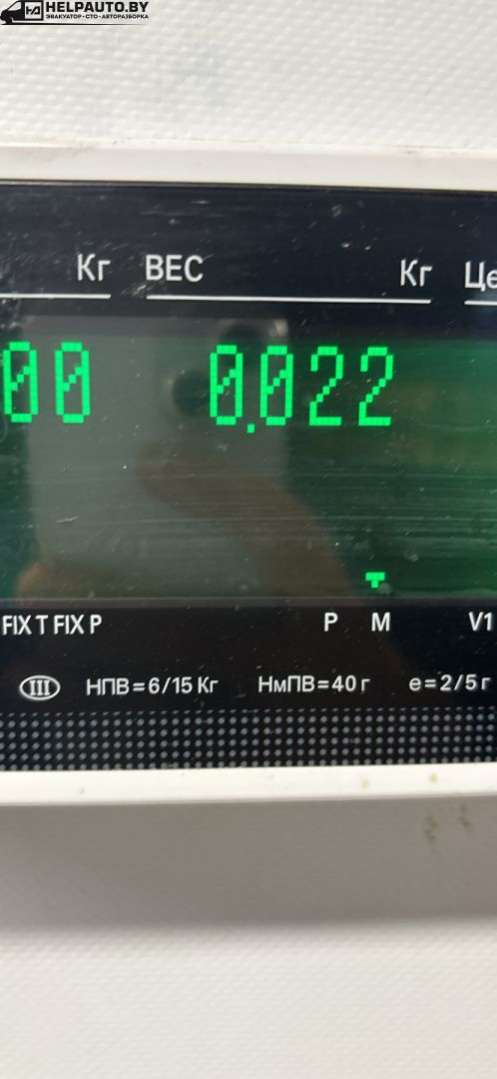 HELPAUTO.BY
ЭВАКУАТОР-СТО-АВТОРАЗБОРКА
Кг ВЕС Кг Це
00 0.022
FIX T FIX P P M V1
III НПВ=6/15 Кг НмПВ=40 г e=2/5 г